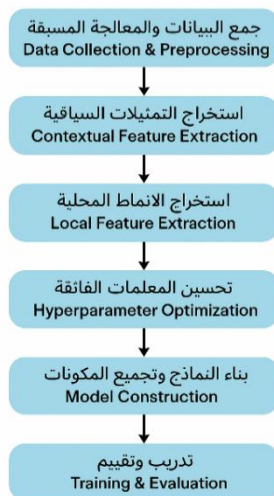 جمع البيانات والمعالجة المسبقة
Data Collection & Preprocessing
استخراج التمثيلات السياقية
Contextual Feature Extraction
استخراج الانماط المحلية
Local Feature Extraction
تحسين المعلمات الفائقة
Hyperparameter Optimization
بناء النماذج وتجميع المكونات
Model Construction
تدريب وتقييم
Training & Evaluation